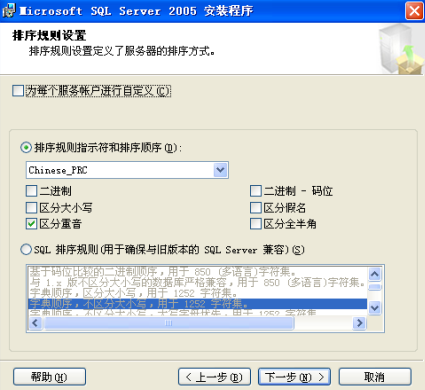 Microsoft SQL Server 2005 安装程序
排序规则设置
排序规则设置定义了服务器的排序方式。
为每个服务帐户进行自定义(C)
排序规则指示符和排序顺序(D):
Chinese_PRC
二进制
二进制 - 码位
区分大小写
区分假名
区分重音
区分全半角
SQL 排序规则(用于确保与旧版本的 SQL Server 兼容)(S)
基于码位比较的二进制顺序，用于 850 (多语言)字符集。
与 1.x 版不区分大小写的数据库严格兼容，用于 850 (多语言)字符集。
字典顺序，区分大小写，用于 1252 字符集。
字典顺序，不区分大小写，用于 1252 字符集。
字典顺序，不区分大小写，大写字母优先，用于 1252 字符集。
帮助(H)
< 上一步(B)
下一步(N) >
取消